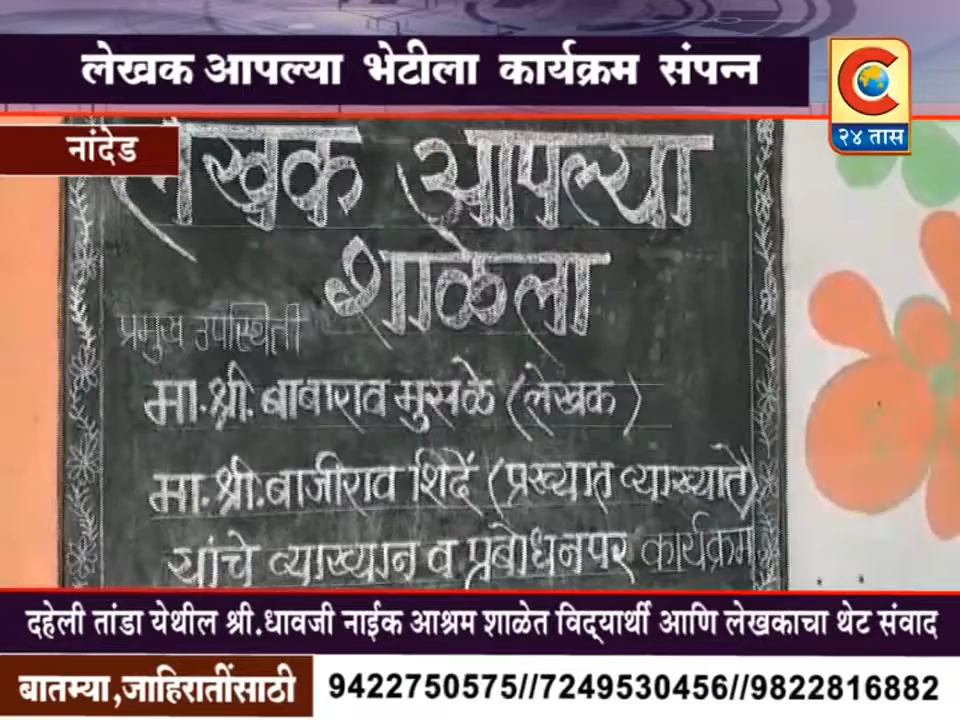 लेखक आपल्या भेटीला कार्यक्रम संपन्न
२४ तास
नांदेड
लेखक आपल्या
शाळेला
प्रमुख उपस्थिती
मा.श्री. बाबाराव मुसळे (लेखक)
मा.श्री.बाजीराव शिंदे (प्रख्यात व्याख्याते)
यांचे व्याख्यान व प्रबोधनपर कार्यक्रम
दहेली तांडा येथील श्री.धावजी नाईक आश्रम शाळेत विद्यार्थी आणि लेखकाचा थेट संवाद
बातम्या,जाहिरातींसाठी 9422750575//7249530456//9822816882